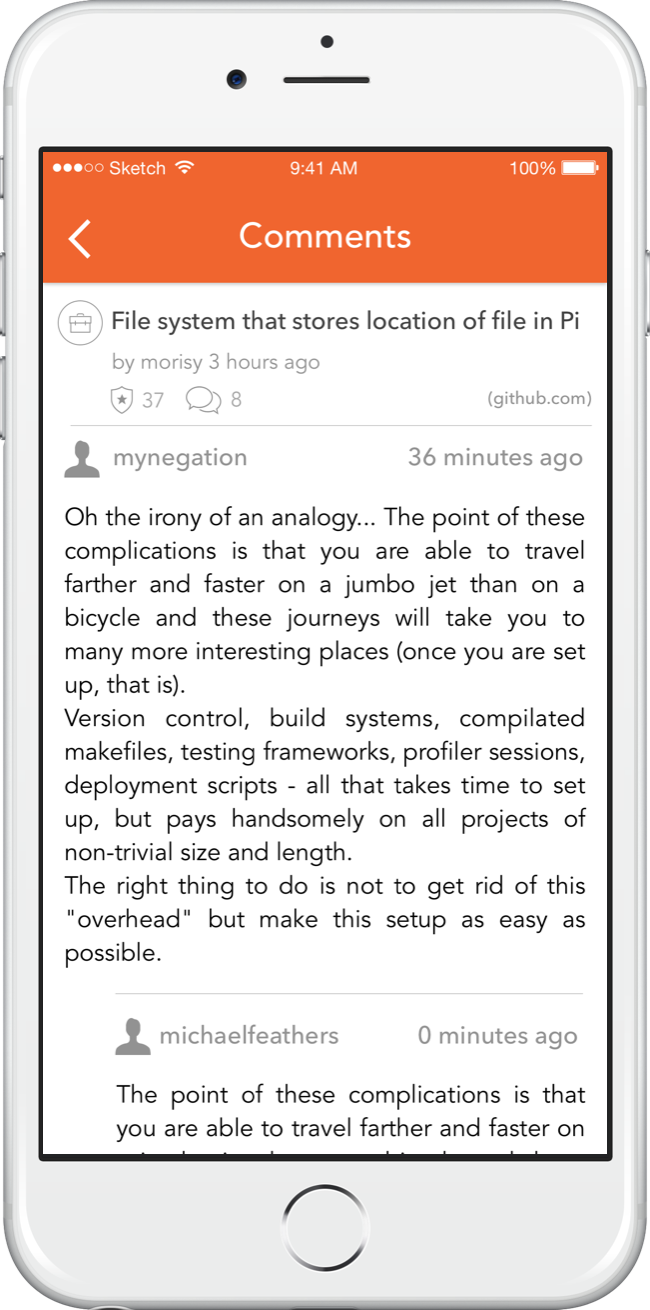 Sketch 9:41 AM 100%
Comments
File system that stores location of file in Pi
by morisy 3 hours ago
37 8 (github.com)
mynegation 36 minutes ago
Oh the irony of an analogy... The point of these
complications is that you are able to travel
farther and faster on a jumbo jet than on a
bicycle and these journeys will take you to
many more interesting places (once you are set
up, that is).
Version control, build systems, compilated
makefiles, testing frameworks, profiler sessions,
deployment scripts - all that takes time to set
up, but pays handsomely on all projects of
non-trivial size and length.
The right thing to do is not to get rid of this
"overhead" but make this setup as easy as
possible.
michaelfeathers 0 minutes ago
The point of these complications is that
you are able to travel farther and faster on